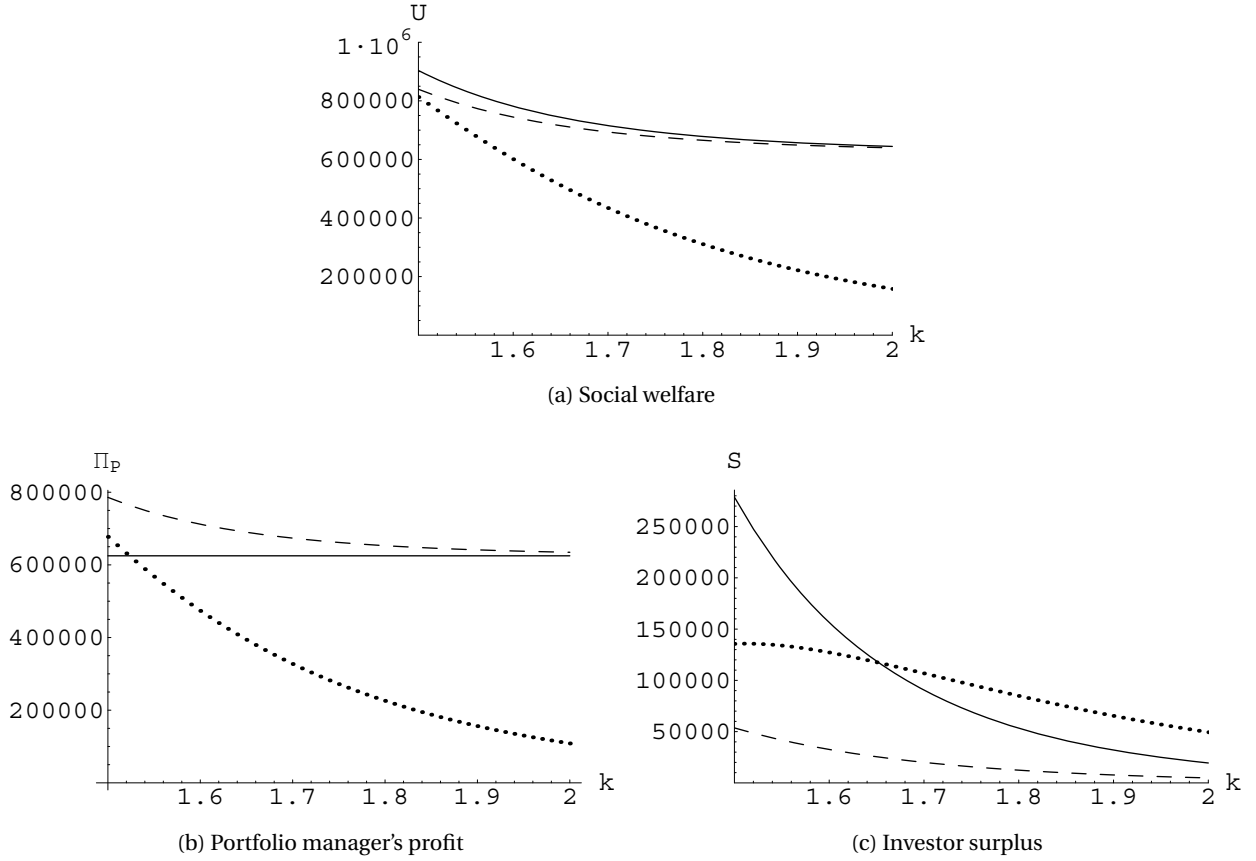 U
1·10⁶
800000
600000
400000
200000
1.6 1.7 1.8 1.9 2 k
(a) Social welfare
Π_P
800000
600000
400000
200000
1.6 1.7 1.8 1.9 2 k
(b) Portfolio manager's profit
S
250000
200000
150000
100000
50000
1.6 1.7 1.8 1.9 2 k
(c) Investor surplus